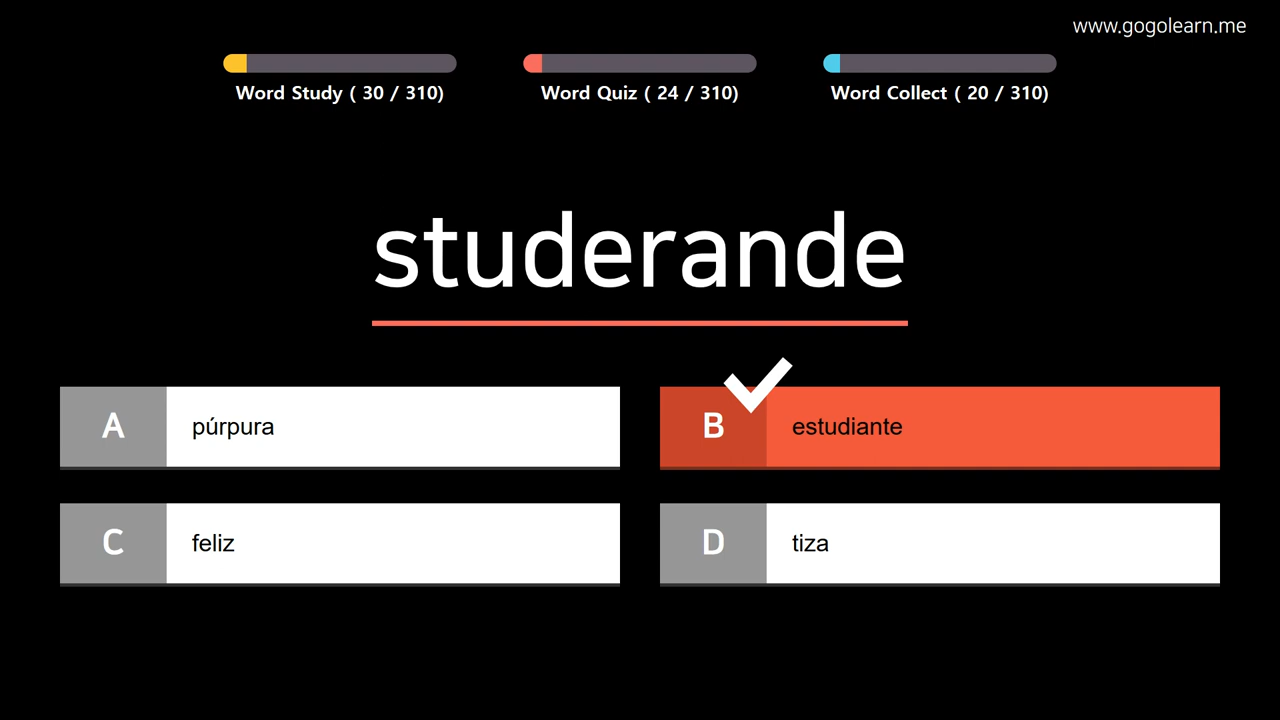 www.gogolearn.me
Word Study ( 30 / 310)
Word Quiz ( 24 / 310)
Word Collect ( 20 / 310)
studerande
A
púrpura
B
estudiante
C
feliz
D
tiza